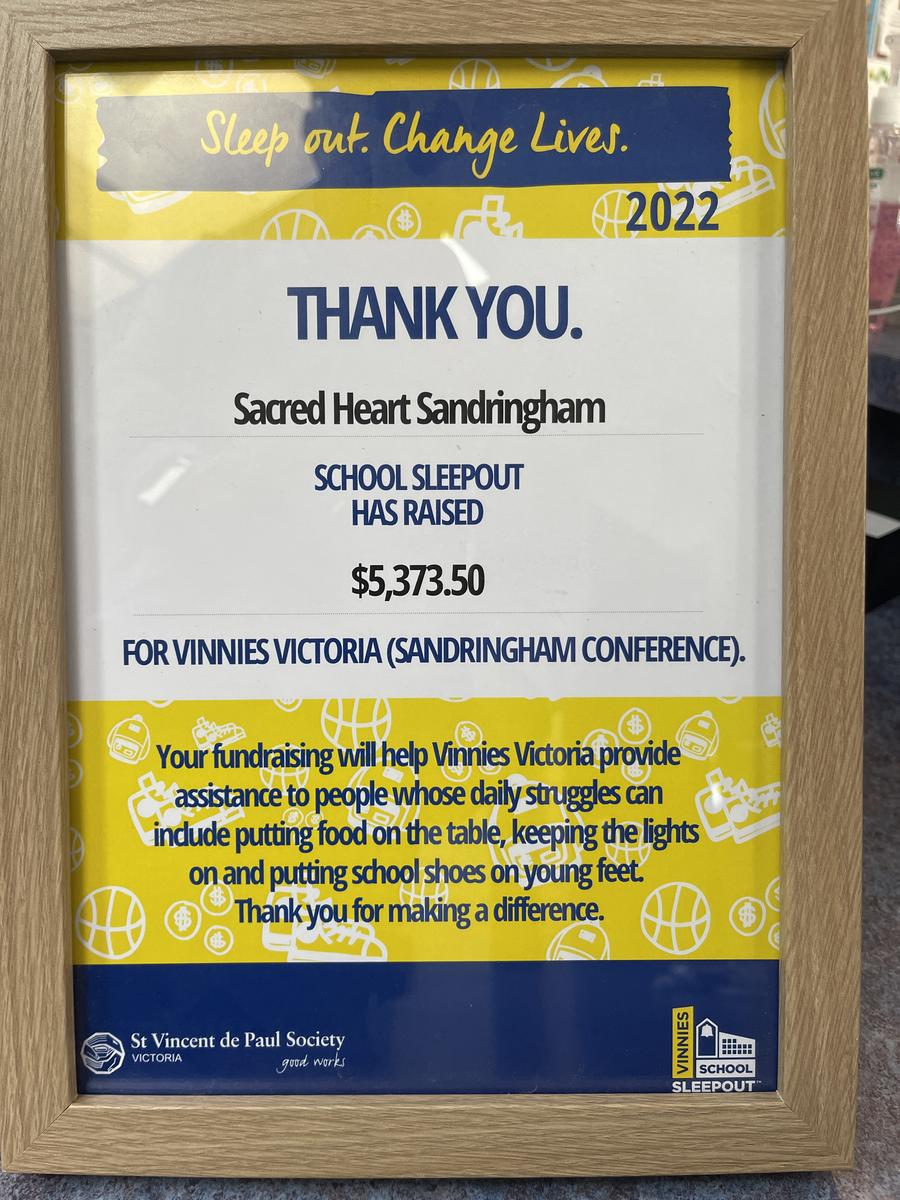 Sleep out. Change Lives.
2022
THANK YOU.
Sacred Heart Sandringham
SCHOOL SLEEPOUT
HAS RAISED
$5,373.50
FOR VINNIES VICTORIA (SANDRINGHAM CONFERENCE).
Your fundraising will help Vinnies Victoria provide
assistance to people whose daily struggles can
include putting food on the table, keeping the lights
on and putting school shoes on young feet.
Thank you for making a difference.
St Vincent de Paul Society
VICTORIA
good works
VINNIES
SCHOOL
SLEEPOUT™